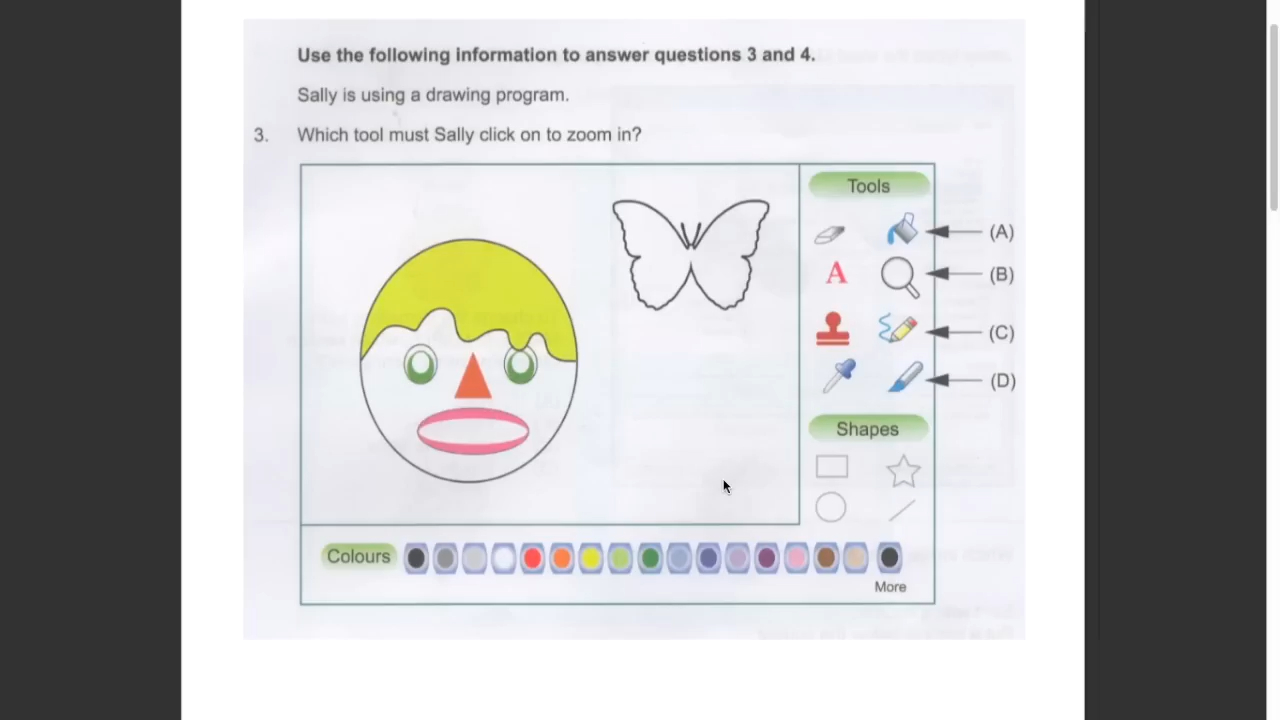 Use the following information to answer questions 3 and 4.
Sally is using a drawing program.
3. Which tool must Sally click on to zoom in?
Tools
(A)
A
(B)
(C)
(D)
Shapes
Colours
More